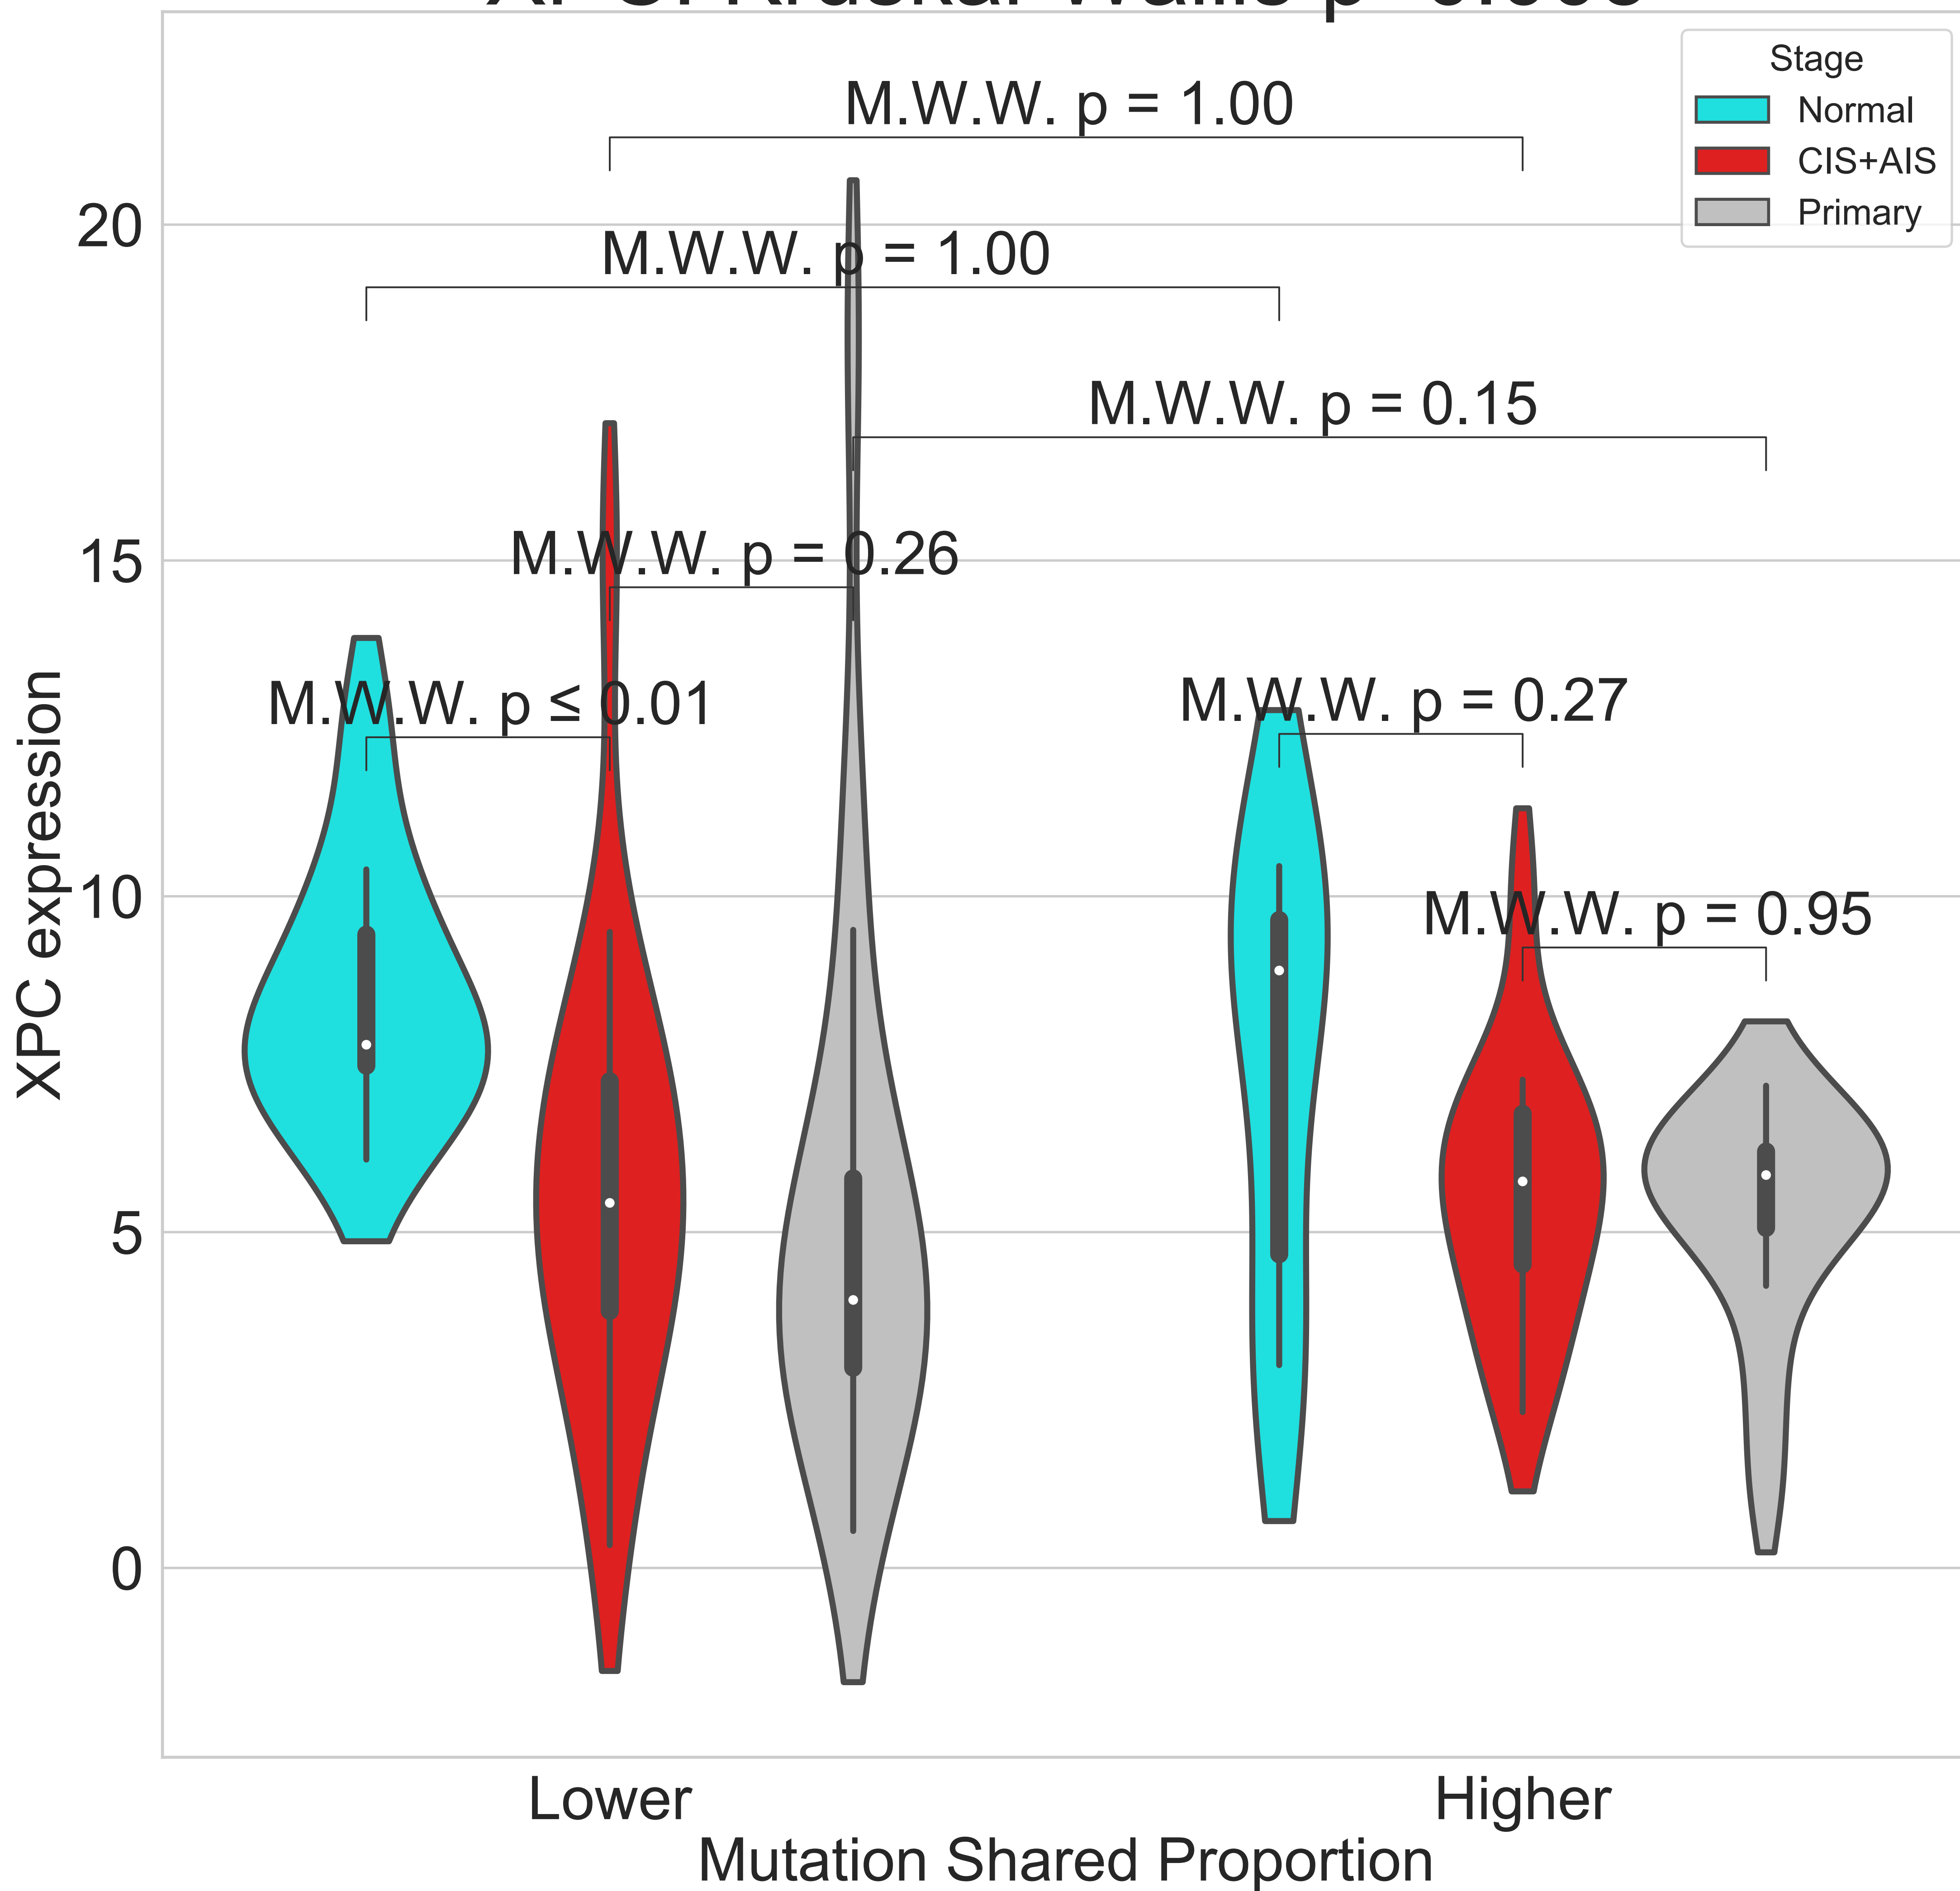 Stage
Normal
CIS+AIS
Primary
M.W.W. p = 1.00
M.W.W. p = 1.00
M.W.W. p = 0.15
M.W.W. p = 0.26
M.W.W. p ≤ 0.01
M.W.W. p = 0.27
M.W.W. p = 0.95
20
15
10
5
0
XPC expression
Lower
Higher
Mutation Shared Proportion